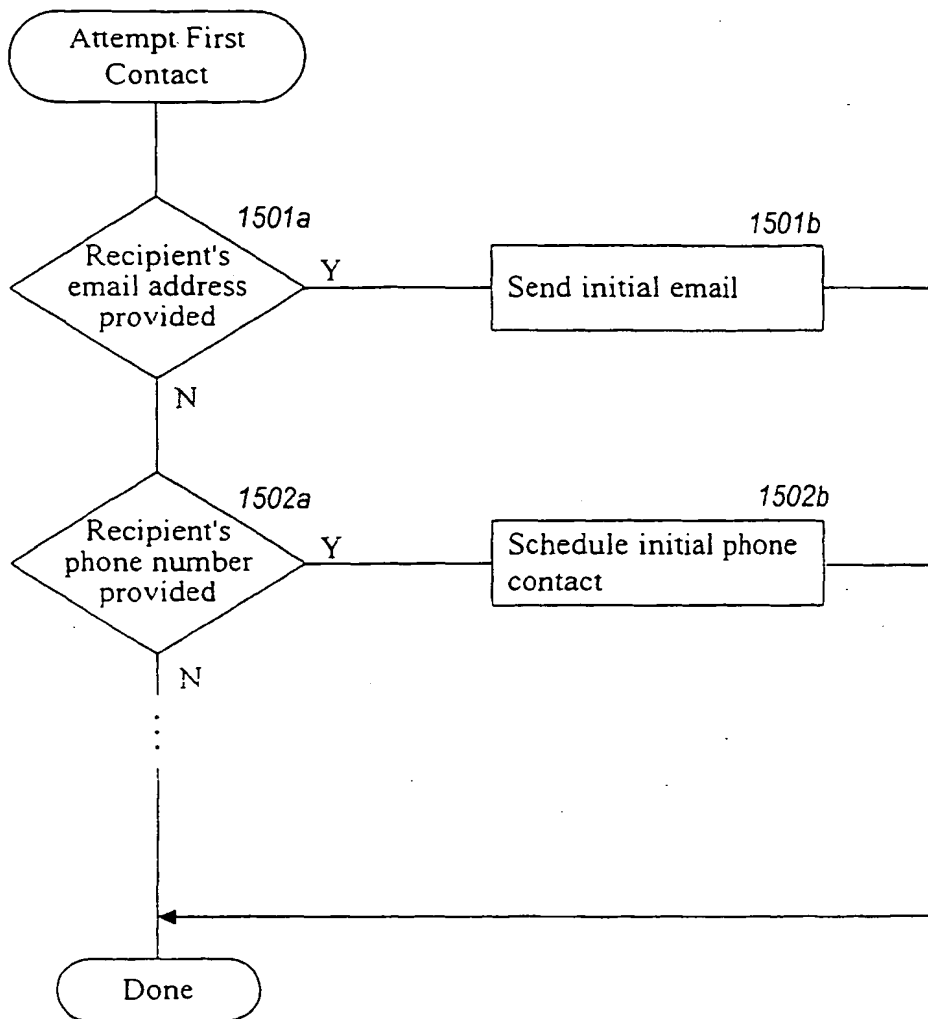 Attempt First
Contact
1501a
Recipient's
email address
provided
Y
1501b
Send initial email
N
1502a
Recipient's
phone number
provided
Y
1502b
Schedule initial phone
contact
N
Done